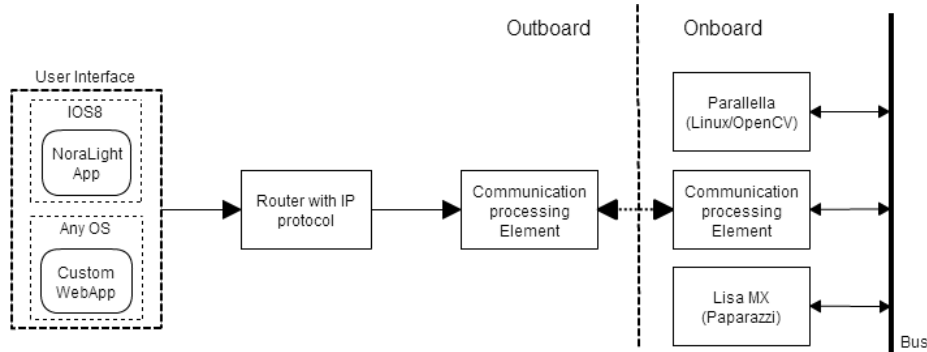 Outboard
Onboard
User Interface
IOS8
NoraLight
App
Any OS
Custom
WebApp
Router with IP
protocol
Communication
processing
Element
Parallella
(Linux/OpenCV)
Communication
processing
Element
Lisa MX
(Paparazzi)
Bus